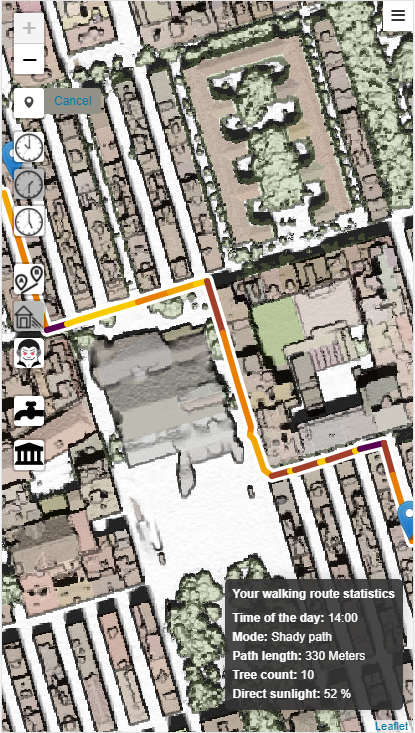 +
−
Cancel
Your walking route statistics
Time of the day: 14:00
Mode: Shady path
Path length: 330 Meters
Tree count: 10
Direct sunlight: 52 %
Leaflet